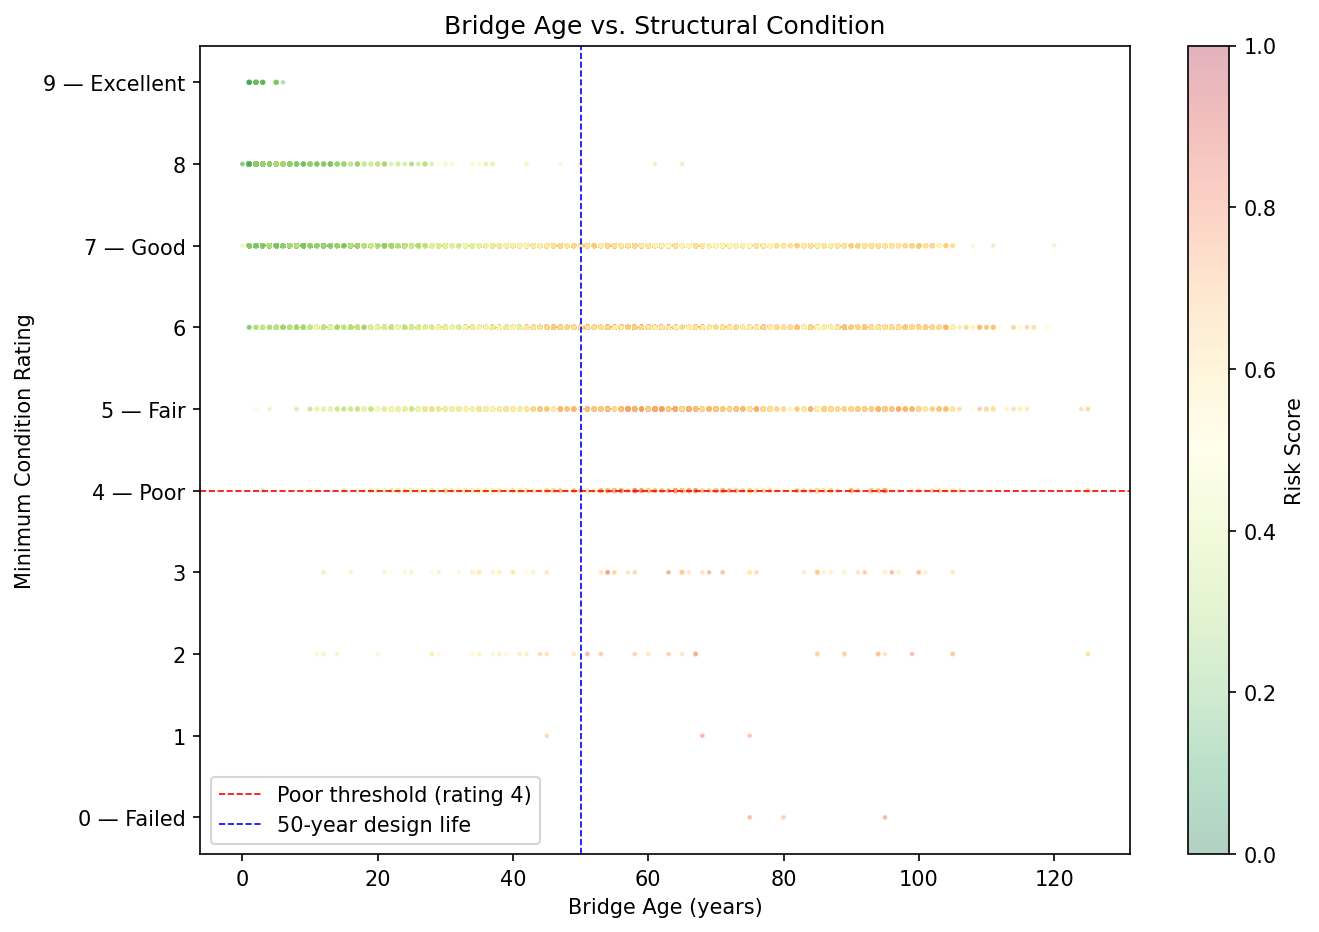 Bridge Age vs. Structural Condition
9 — Excellent
8
7 — Good
6
5 — Fair
4 — Poor
3
2
1
0 — Failed
Minimum Condition Rating
Poor threshold (rating 4)
50-year design life
0
20
40
60
80
100
120
Bridge Age (years)
1.0
0.8
0.6
0.4
0.2
0.0
Risk Score